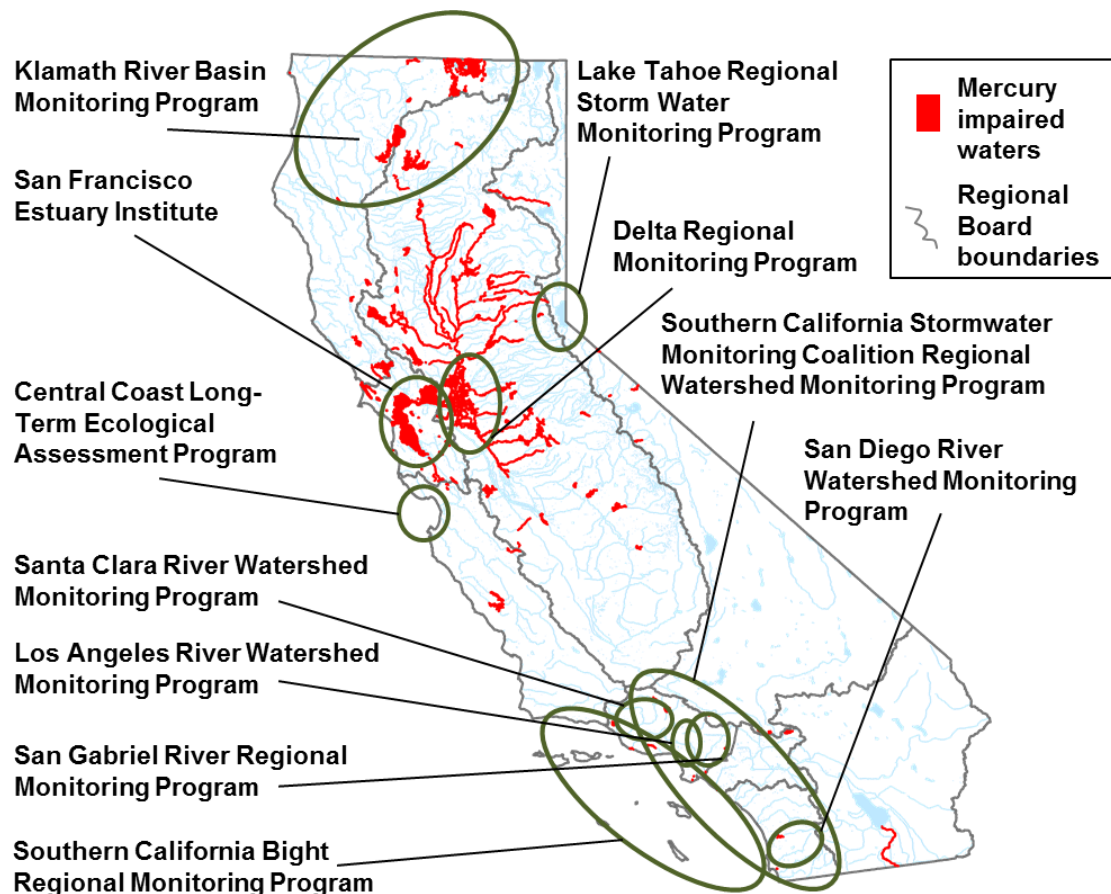 Klamath River Basin
Monitoring Program
San Francisco
Estuary Institute
Central Coast Long-
Term Ecological
Assessment Program
Santa Clara River Watershed
Monitoring Program
Los Angeles River Watershed
Monitoring Program
San Gabriel River Regional
Monitoring Program
Southern California Bight
Regional Monitoring Program
Lake Tahoe Regional
Storm Water
Monitoring Program
Delta Regional
Monitoring Program
Southern California Stormwater
Monitoring Coalition Regional
Watershed Monitoring Program
San Diego River
Watershed Monitoring
Program
Mercury
impaired
waters
Regional
Board
boundaries